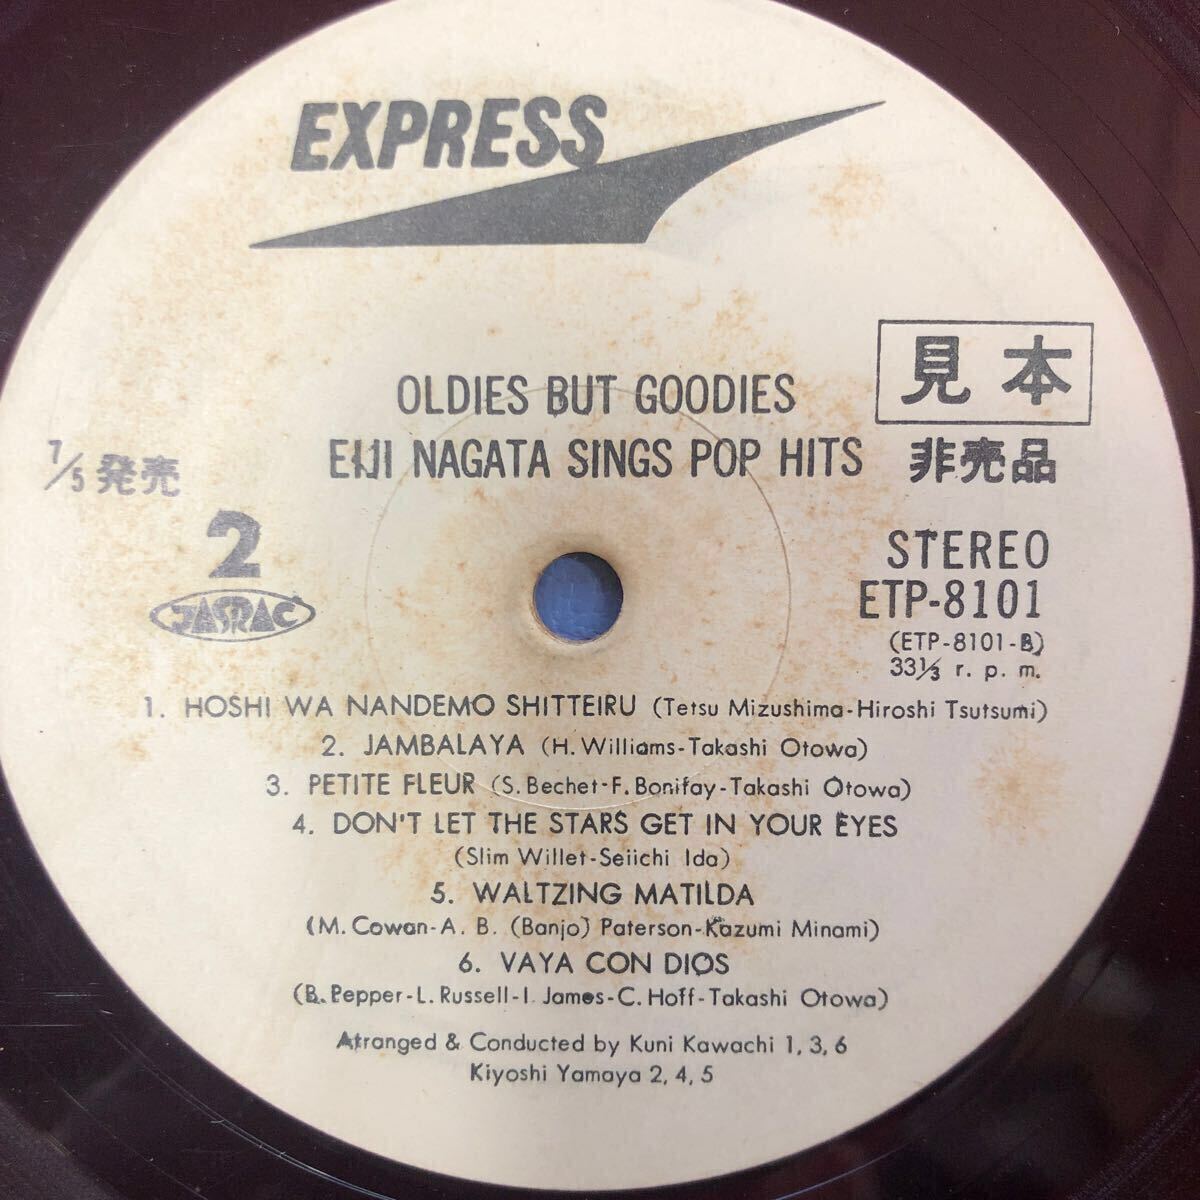 EXPRESS
OLDIES BUT GOODIES
EIJI NAGATA SINGS POP HITS
見本
非売品
7/5 発売
2
JASRAC
STEREO
ETP-8101
(ETP-8101-B)
33⅓ r. p. m.
1. HOSHI WA NANDEMO SHITTEIRU (Tetsu Mizushima-Hiroshi Tsutsumi)
2. JAMBALAYA (H. Williams-Takashi Otowa)
3. PETITE FLEUR (S. Bechet-F. Bonifay-Takashi Otowa)
4. DON'T LET THE STARS GET IN YOUR EYES
(Slim Willet-Seiichi Ida)
5. WALTZING MATILDA
(M. Cowan-A. B. (Banjo) Paterson-Kazumi Minami)
6. VAYA CON DIOS
(B. Pepper-L. Russell-I. James-C. Hoff-Takashi Otowa)
Arranged & Conducted by Kuni Kawachi 1, 3, 6
Kiyoshi Yamaya 2, 4, 5